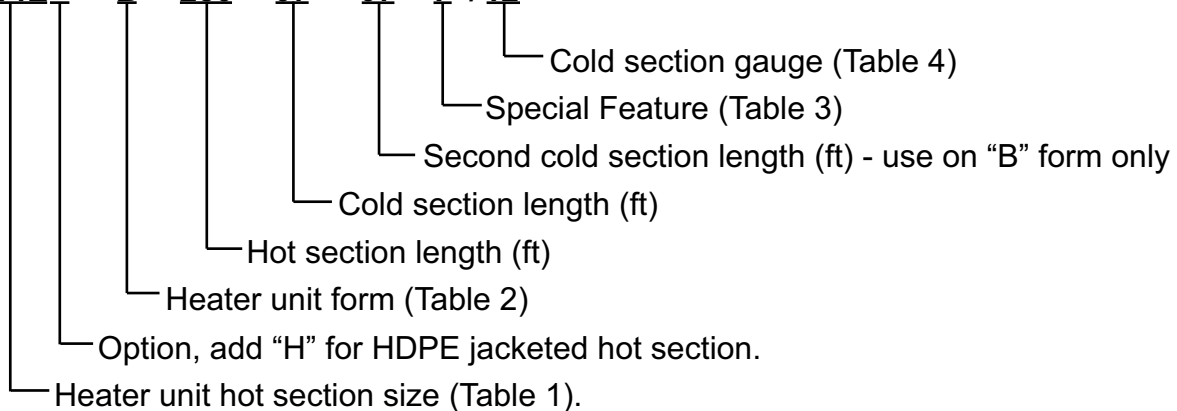 Cold section gauge (Table 4)
Special Feature (Table 3)
Second cold section length (ft) - use on “B” form only
Cold section length (ft)
Hot section length (ft)
Heater unit form (Table 2)
Option, add “H” for HDPE jacketed hot section.
Heater unit hot section size (Table 1).